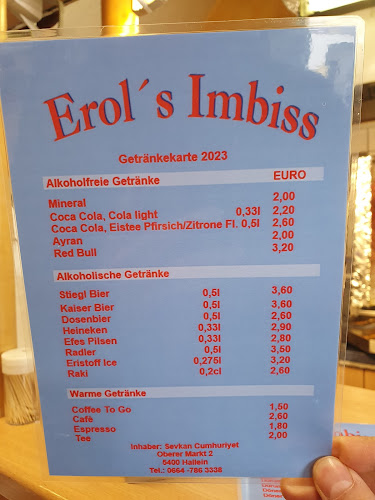 Erol´s Imbiss
Getränkekarte 2023
Alkoholfreie Getränke EURO
Mineral 2,00
Coca Cola, Cola light 0,33l 2,20
Coca Cola, Eistee Pfirsich/Zitrone Fl. 0,5l 2,60
Ayran 2,00
Red Bull 3,20
Alkoholische Getränke
Stiegl Bier 0,5l 3,60
Kaiser Bier 0,5l 3,60
Dosenbier 0,5l 2,60
Heineken 0,33l 2,90
Efes Pilsen 0,33l 2,80
Radler 0,5l 3,50
Eristoff Ice 0,275l 3,20
Raki 0,2cl 2,60
Warme Getränke
Coffee To Go 1,50
Cafè 2,60
Espresso 1,80
Tee 2,00
Inhaber: Sevkan Cumhuriyet
Oberer Markt 2
5400 Hallein
Tel.: 0664 -786 3338